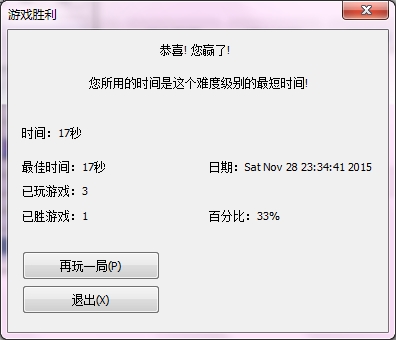 游戏胜利
恭喜! 您赢了!
您所用的时间是这个难度级别的最短时间!
时间：17秒
最佳时间：17秒 日期：Sat Nov 28 23:34:41 2015
已玩游戏：3
已胜游戏：1 百分比：33%
再玩一局(P)
退出(X)